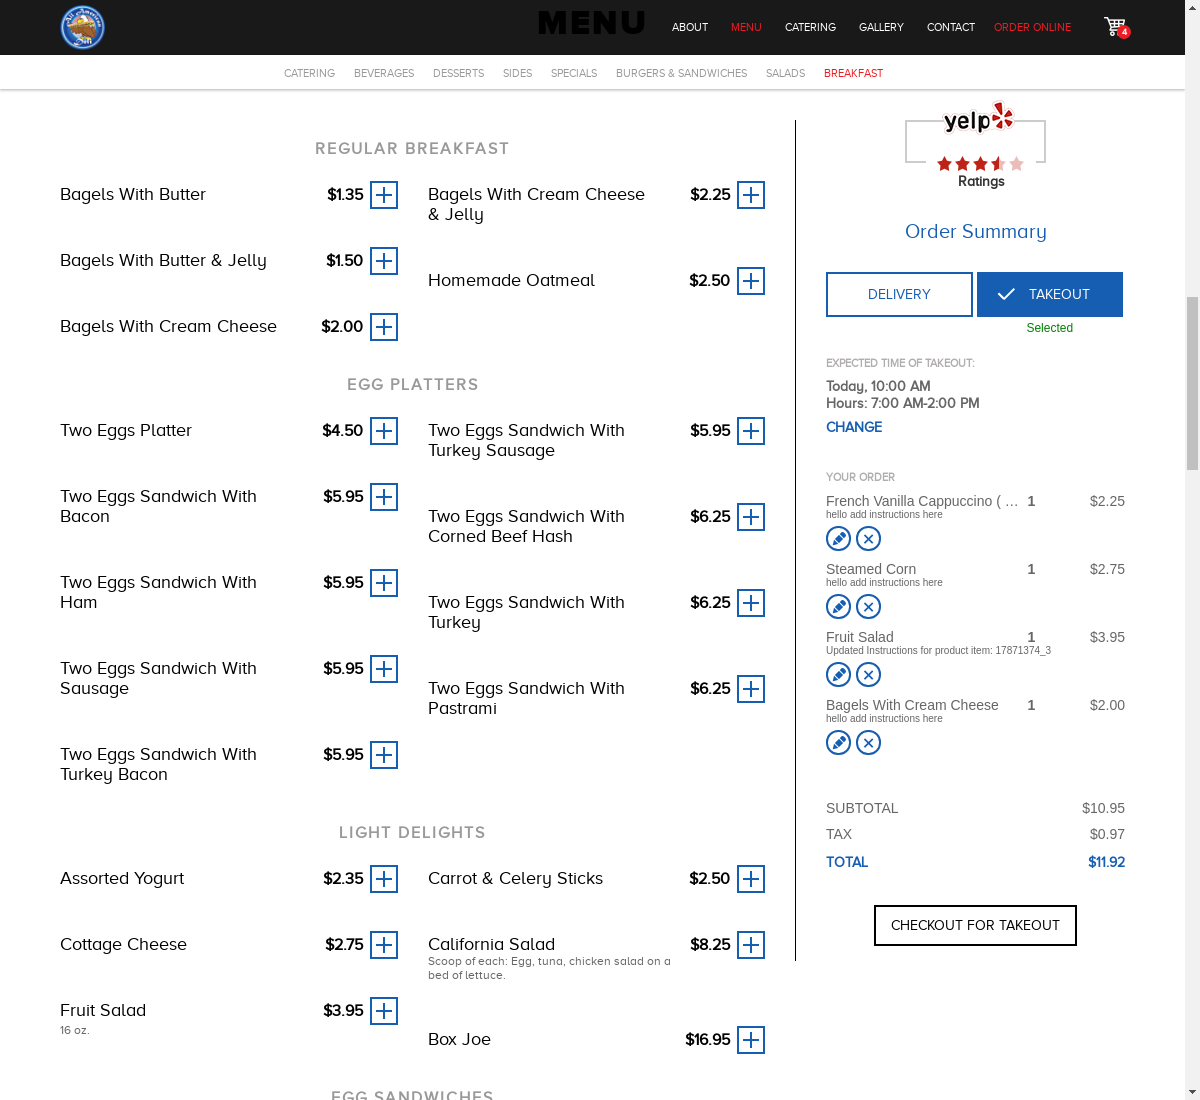 All American
Deli
MENU
ABOUT MENU CATERING GALLERY CONTACT ORDER ONLINE 4
CATERING BEVERAGES DESSERTS SIDES SPECIALS BURGERS & SANDWICHES SALADS BREAKFAST
REGULAR BREAKFAST
Bagels With Butter $1.35
Bagels With Butter & Jelly $1.50
Bagels With Cream Cheese $2.00
Bagels With Cream Cheese $2.25
& Jelly
Homemade Oatmeal $2.50
EGG PLATTERS
Two Eggs Platter $4.50
Two Eggs Sandwich With $5.95
Bacon
Two Eggs Sandwich With $5.95
Ham
Two Eggs Sandwich With $5.95
Sausage
Two Eggs Sandwich With $5.95
Turkey Bacon
Two Eggs Sandwich With $5.95
Turkey Sausage
Two Eggs Sandwich With $6.25
Corned Beef Hash
Two Eggs Sandwich With $6.25
Turkey
Two Eggs Sandwich With $6.25
Pastrami
LIGHT DELIGHTS
Assorted Yogurt $2.35
Cottage Cheese $2.75
Fruit Salad $3.95
16 oz.
Carrot & Celery Sticks $2.50
California Salad $8.25
Scoop of each: Egg, tuna, chicken salad on a
bed of lettuce.
Box Joe $16.95
EGG SANDWICHES
yelp
Ratings
Order Summary
DELIVERY TAKEOUT
Selected
EXPECTED TIME OF TAKEOUT:
Today, 10:00 AM
Hours: 7:00 AM-2:00 PM
CHANGE
YOUR ORDER
French Vanilla Cappuccino ( ... 1 $2.25
hello add instructions here
Steamed Corn 1 $2.75
hello add instructions here
Fruit Salad 1 $3.95
Updated Instructions for product item: 17871374_3
Bagels With Cream Cheese 1 $2.00
hello add instructions here
SUBTOTAL $10.95
TAX $0.97
TOTAL $11.92
CHECKOUT FOR TAKEOUT